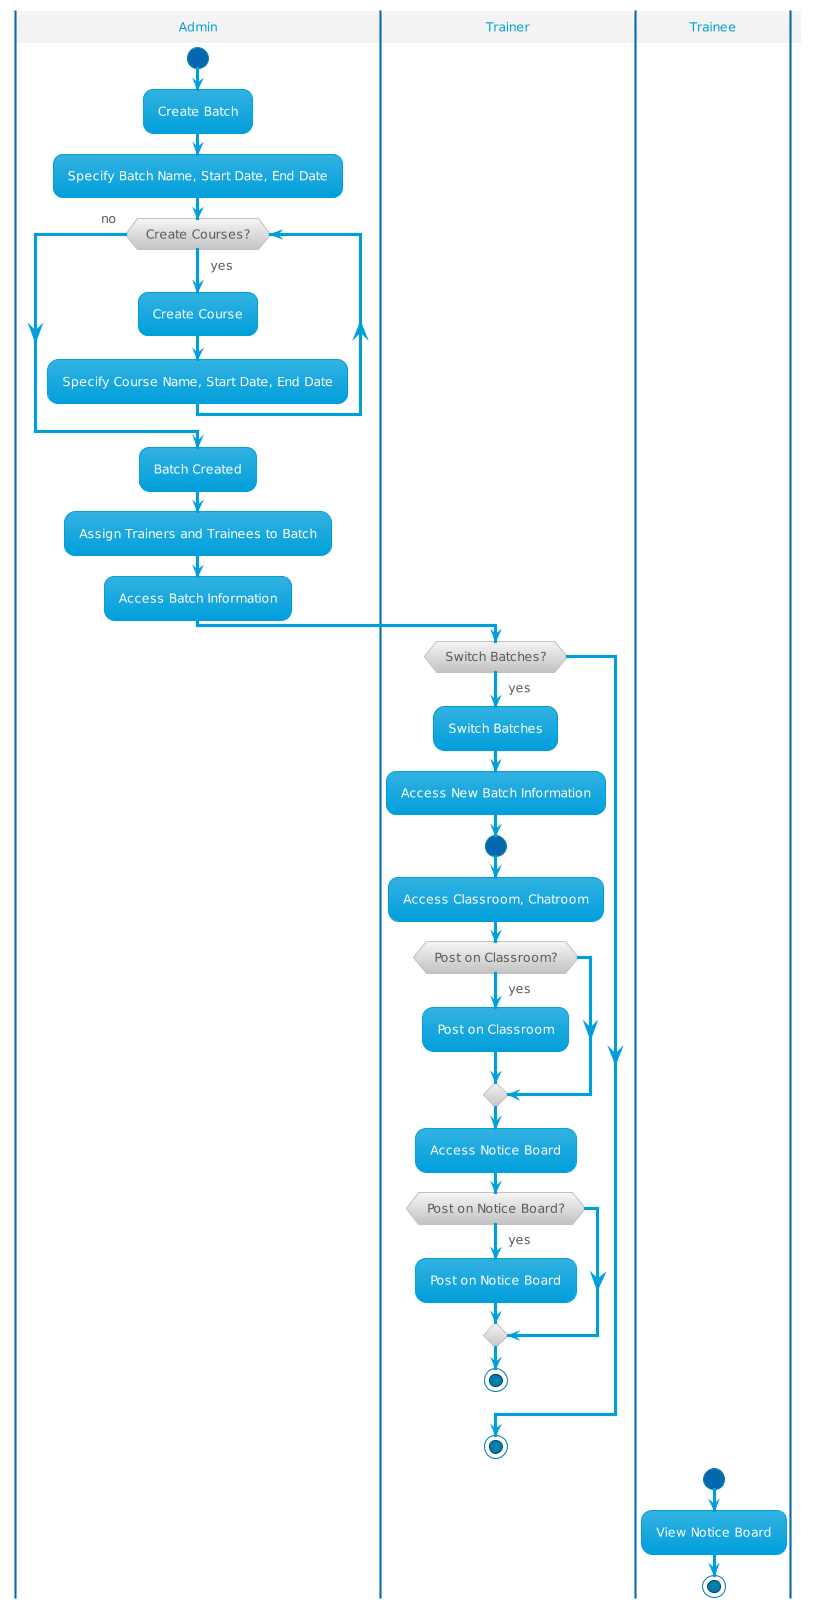 Admin
Trainer
Trainee
Create Batch
Specify Batch Name, Start Date, End Date
no
Create Courses?
yes
Create Course
Specify Course Name, Start Date, End Date
Batch Created
Assign Trainers and Trainees to Batch
Access Batch Information
Switch Batches?
yes
Switch Batches
Access New Batch Information
Access Classroom, Chatroom
Post on Classroom?
yes
Post on Classroom
Access Notice Board
Post on Notice Board?
yes
Post on Notice Board
View Notice Board